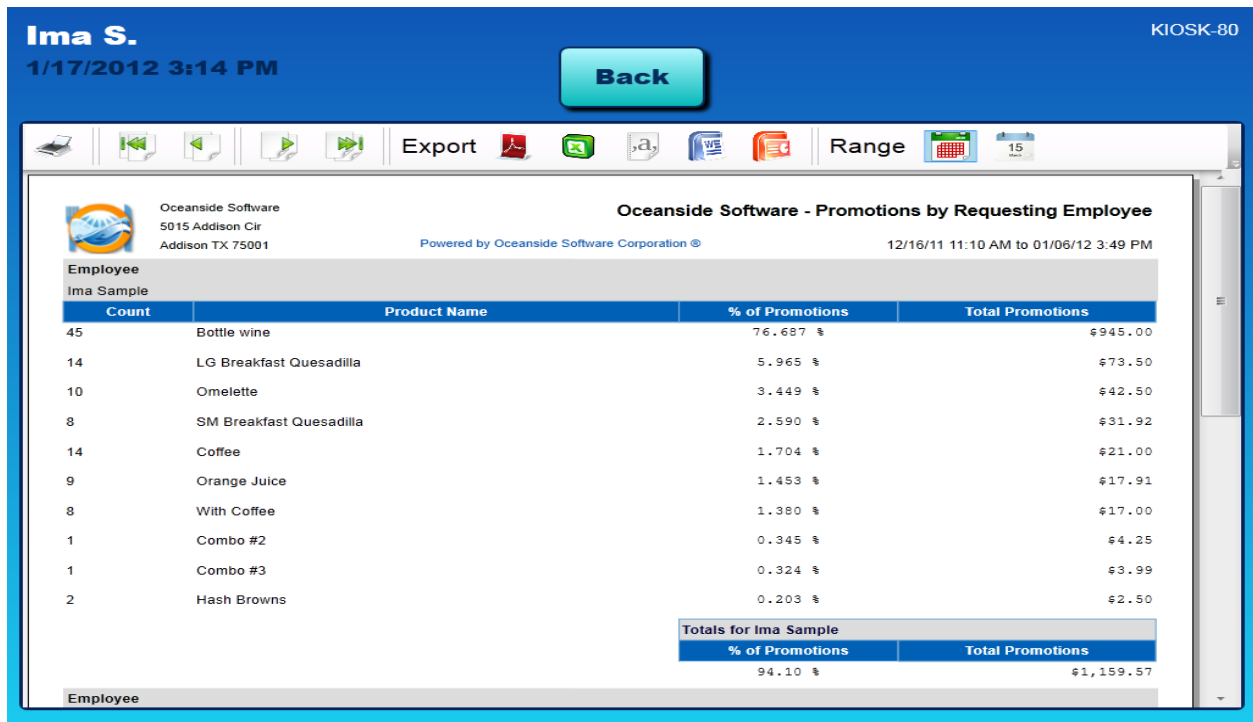 Ima S.
KIOSK-80
1/17/2012 3:14 PM
Back
Export ,a, Range 15
Oceanside Software
5015 Addison Cir
Addison TX 75001
Oceanside Software - Promotions by Requesting Employee
Powered by Oceanside Software Corporation ®
12/16/11 11:10 AM to 01/06/12 3:49 PM
Employee
Ima Sample
Count Product Name % of Promotions Total Promotions
45 Bottle wine 76.687 % $945.00
14 LG Breakfast Quesadilla 5.965 % $73.50
10 Omelette 3.449 % $42.50
8 SM Breakfast Quesadilla 2.590 % $31.92
14 Coffee 1.704 % $21.00
9 Orange Juice 1.453 % $17.91
8 With Coffee 1.380 % $17.00
1 Combo #2 0.345 % $4.25
1 Combo #3 0.324 % $3.99
2 Hash Browns 0.203 % $2.50
Totals for Ima Sample
% of Promotions Total Promotions
94.10 % $1,159.57
Employee